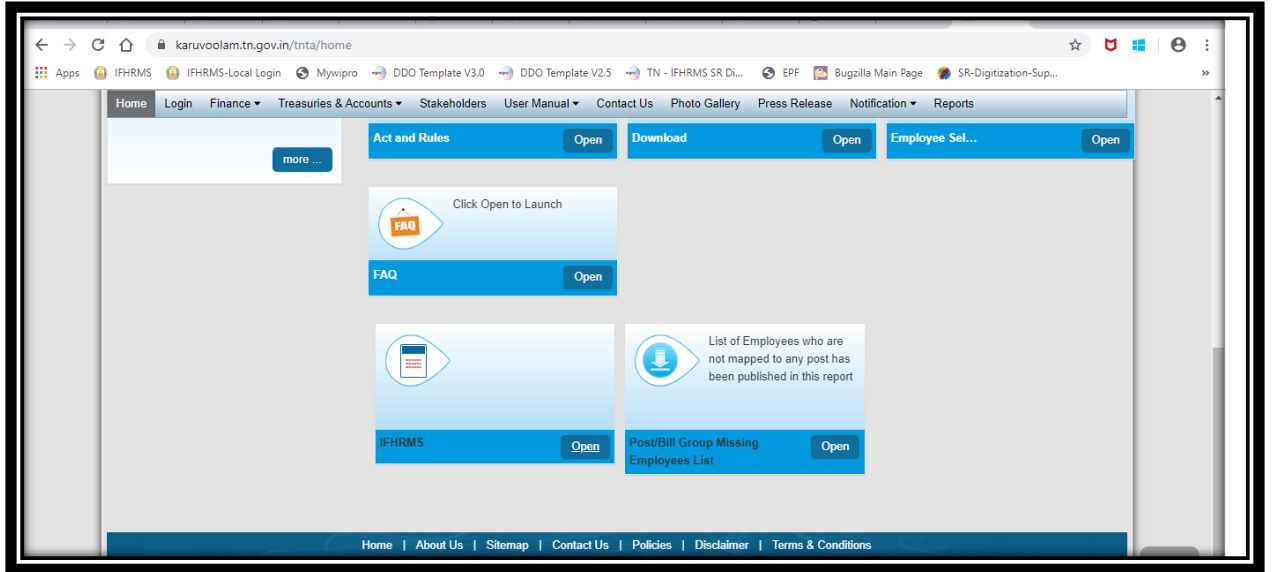 karuvoolam.tn.gov.in/tnta/home
Apps IFHRMS IFHRMS-Local Login Mywipro DDO Template V3.0 DDO Template V2.5 TN - IFHRMS SR Di... EPF Bugzilla Main Page SR-Digitization-Sup... »
Home Login Finance Treasuries & Accounts Stakeholders User Manual Contact Us Photo Gallery Press Release Notification Reports
Act and Rules Open Download Open Employee Sel... Open
more ...
Click Open to Launch
FAQ
FAQ Open
List of Employees who are
not mapped to any post has
been published in this report
IFHRMS Open Post/Bill Group Missing Open
Employees List
Home | About Us | Sitemap | Contact Us | Policies | Disclaimer | Terms & Conditions